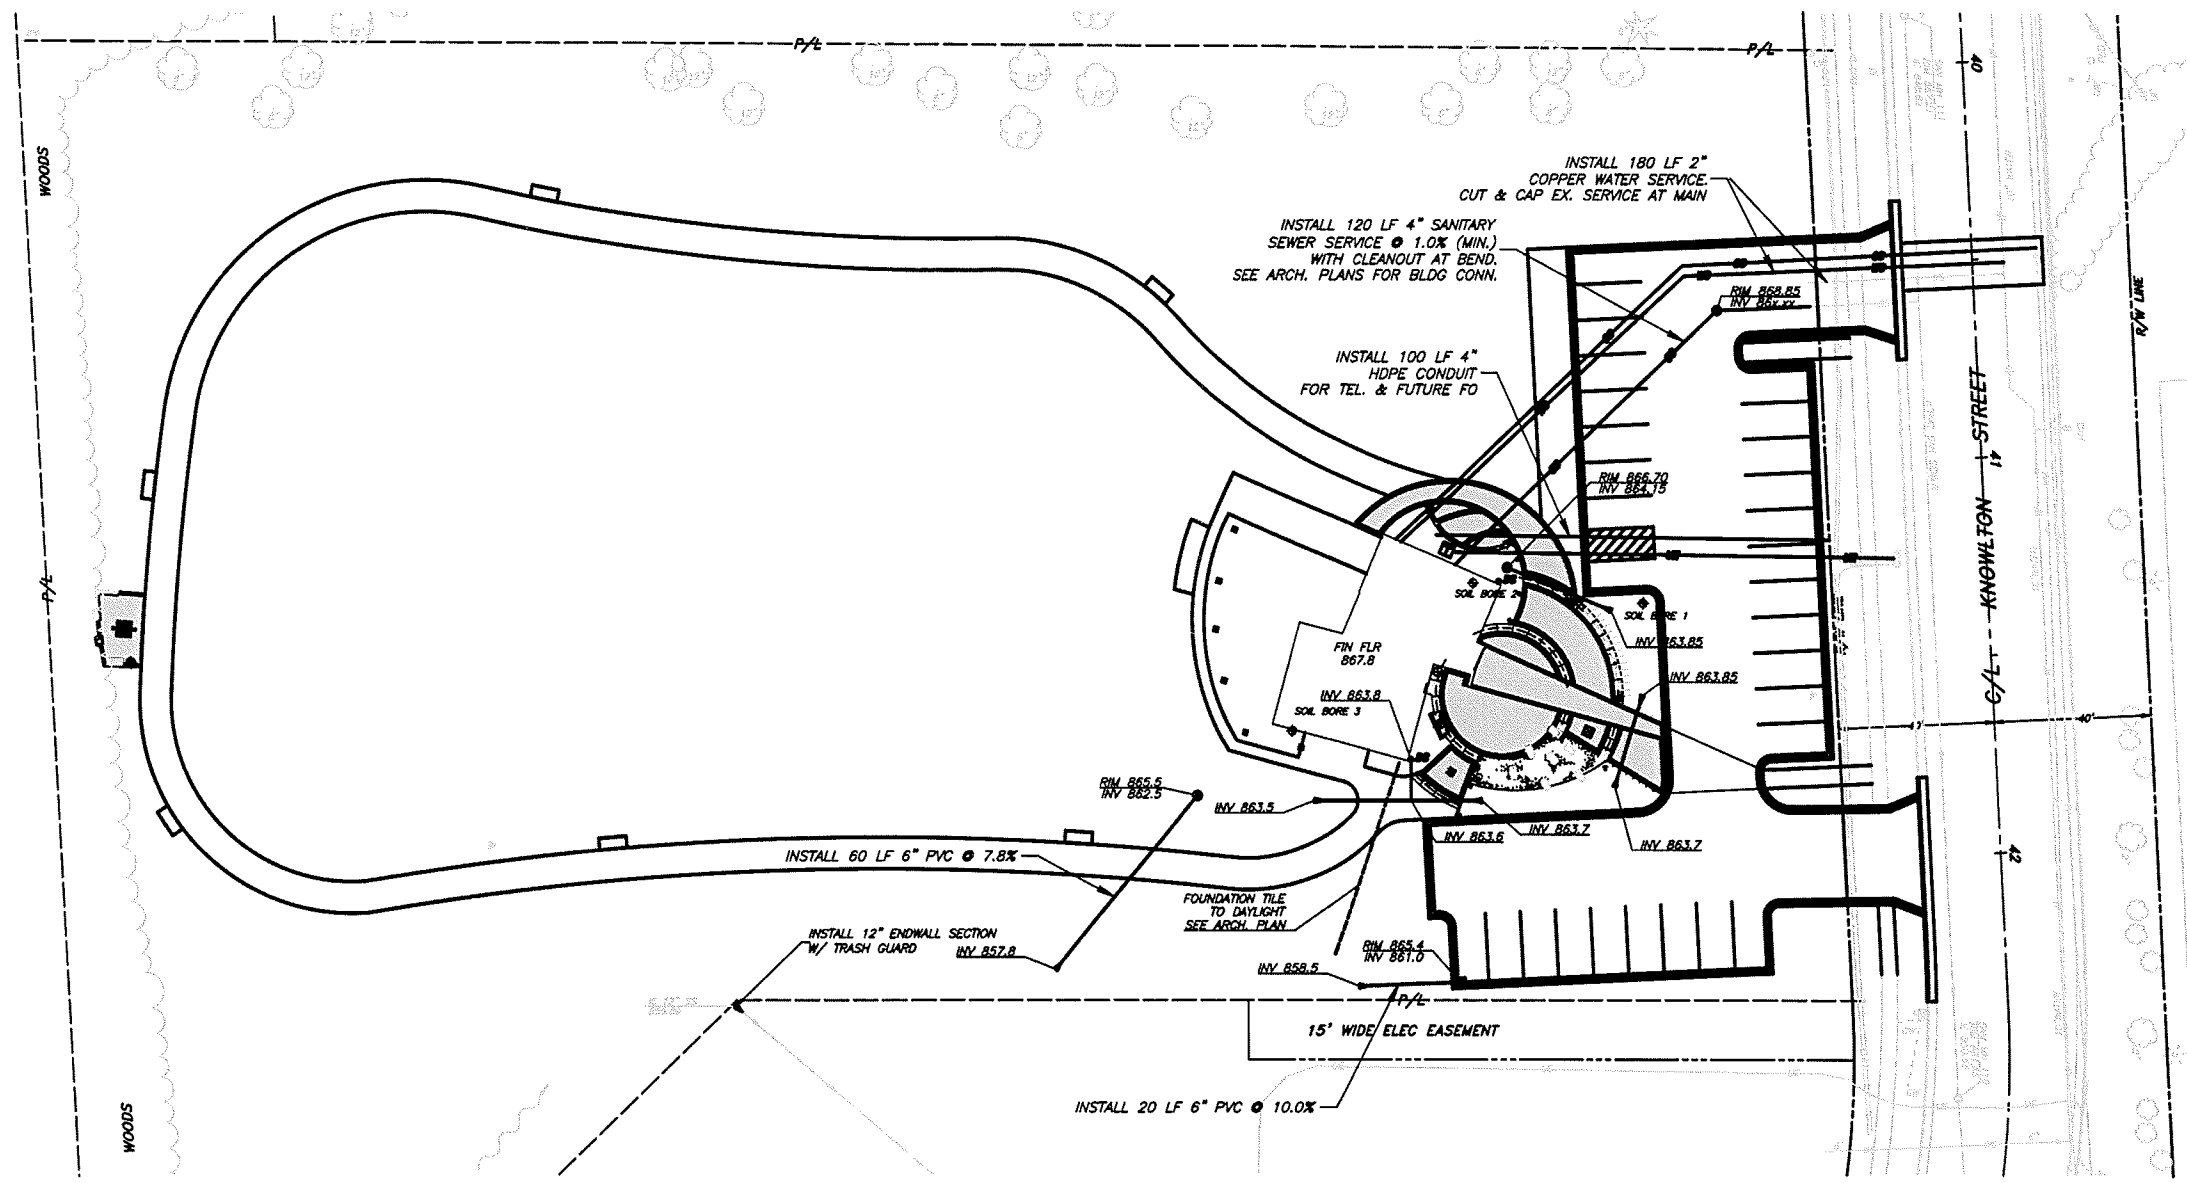 P/L
P/L
40
WOODS
INSTALL 180 LF 2"
COPPER WATER SERVICE.
CUT & CAP EX. SERVICE AT MAIN
INSTALL 120 LF 4" SANITARY
SEWER SERVICE @ 1.0% (MIN.)
WITH CLEANOUT AT BEND.
SEE ARCH. PLANS FOR BLDG CONN.
RIM 868.85
INV 86X.XX
R/W LINE
INSTALL 100 LF 4"
HDPE CONDUIT
FOR TEL. & FUTURE FO
C/L - KNOWLTON STREET
41
RIM 866.70
INV 864.15
P/L
SOIL BORE 2
SOIL BORE 1
INV 863.85
FIN FLR
867.8
INV 863.85
INV 863.8
SOIL BORE 3
40'
RIM 865.5
INV 862.5
INV 863.5
INV 863.6
INV 863.7
INV 863.7
42
INSTALL 60 LF 6" PVC @ 7.8%
FOUNDATION TILE
TO DAYLIGHT
SEE ARCH. PLAN
INSTALL 12" ENDWALL SECTION
W/ TRASH GUARD
INV 857.8
RIM 865.4
INV 861.0
INV 858.5
P/L
15' WIDE ELEC EASEMENT
INSTALL 20 LF 6" PVC @ 10.0%
WOODS